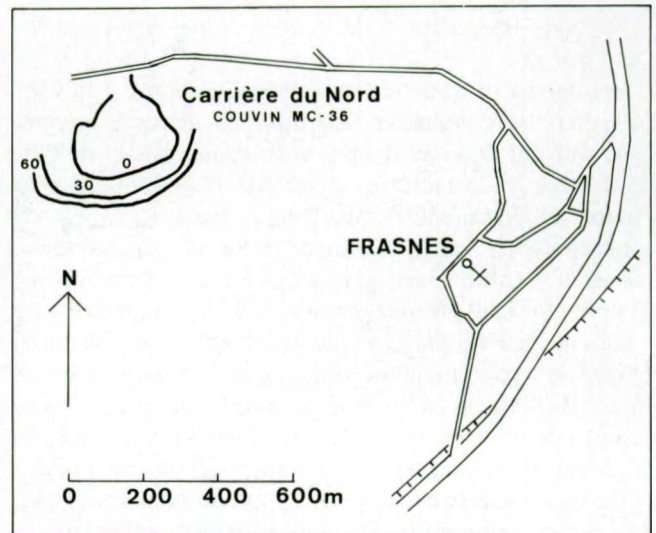 Carrière du Nord
COUVIN MC-36
60
30
0
FRASNES
N
0 200 400 600m